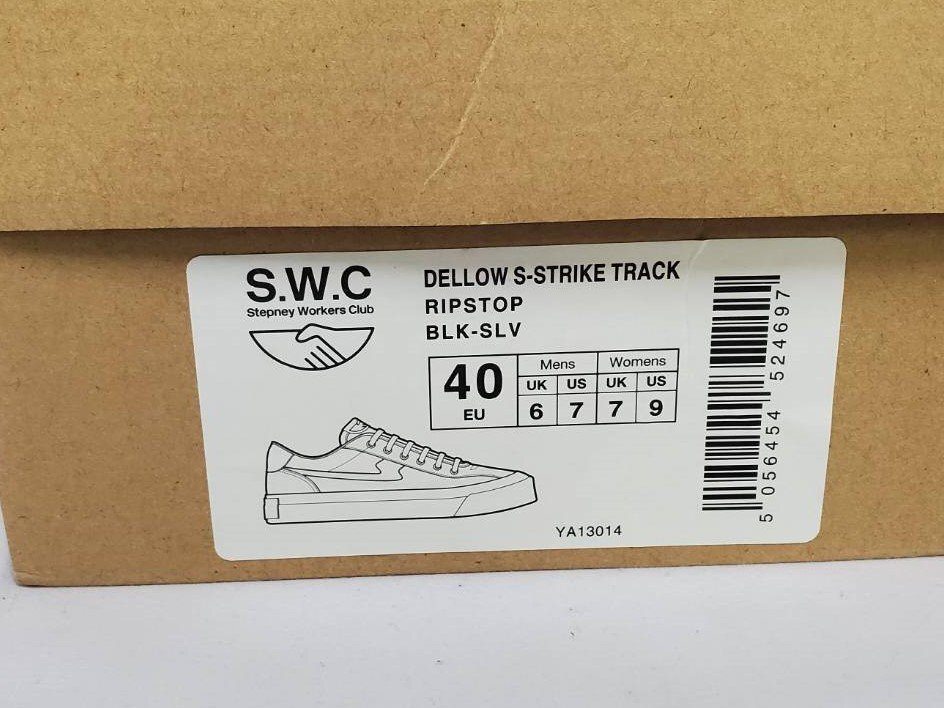 S.W.C
Stepney Workers Club
DELLOW S-STRIKE TRACK
RIPSTOP
BLK-SLV
40
EU
Mens Womens
UK US UK US
6 7 7 9
YA13014
5 056454 524697